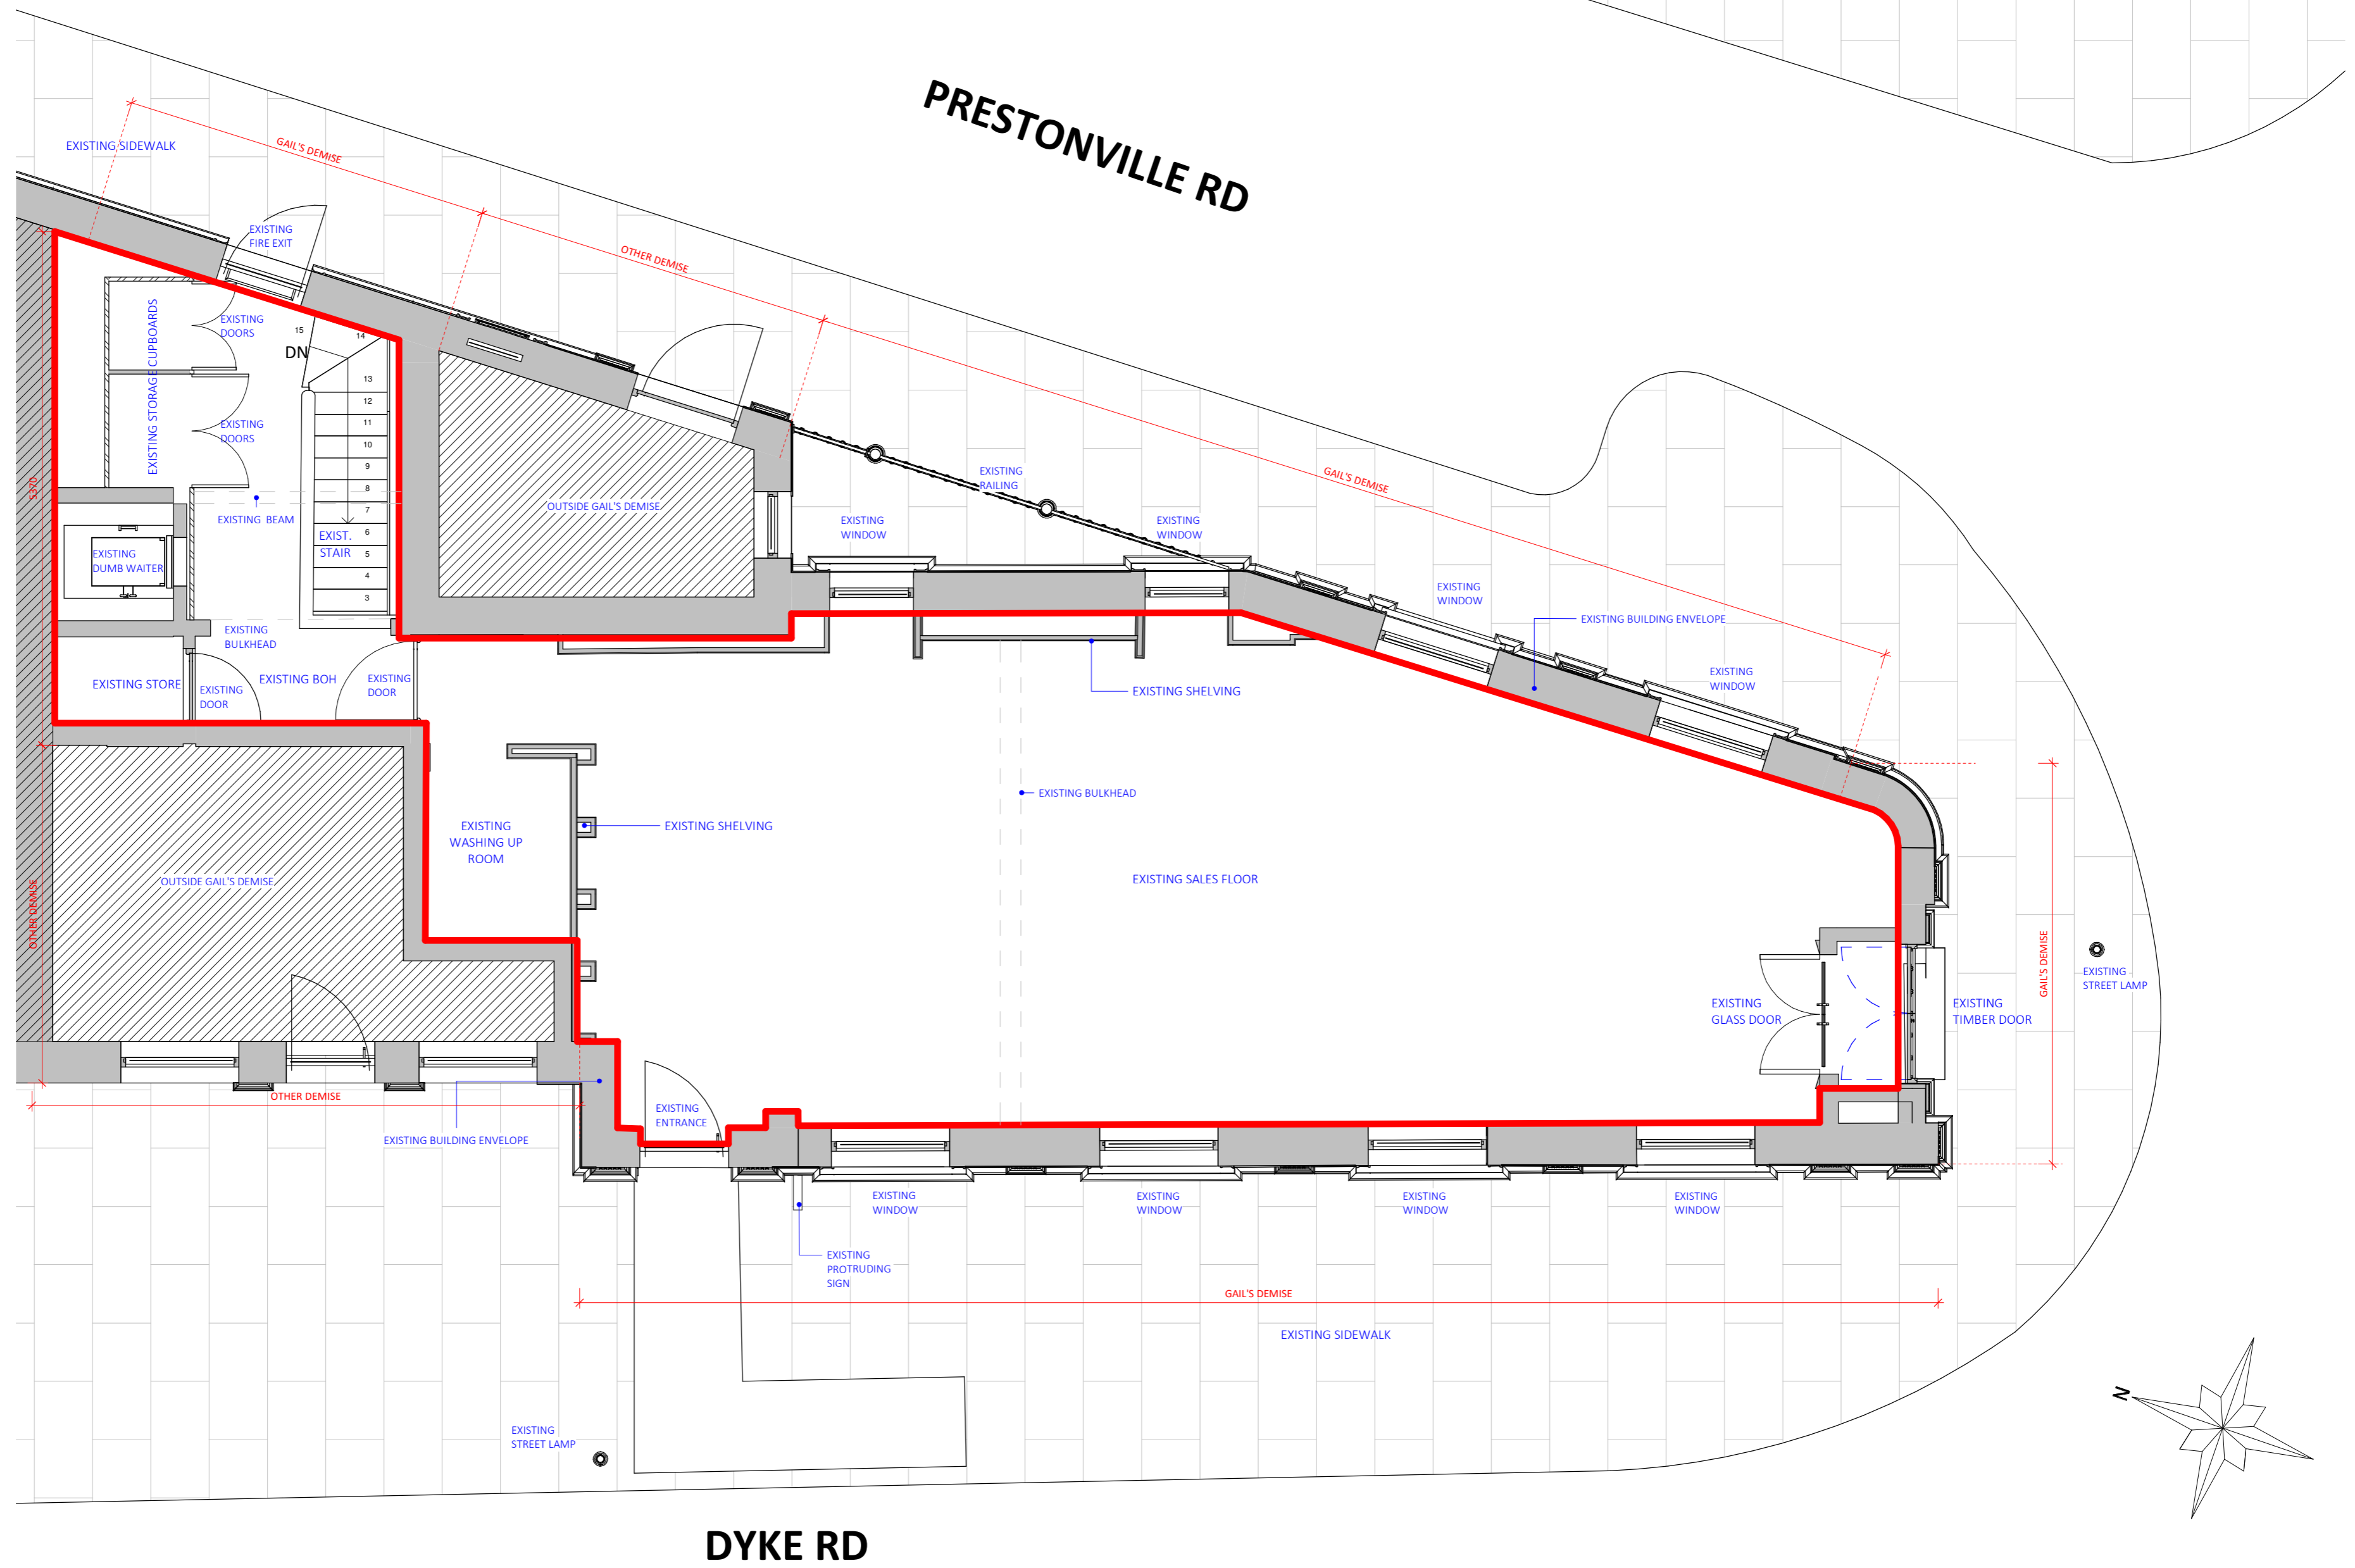 PRESTONVILLE RD
EXISTING SIDEWALK
GAIL'S DEMISE
OTHER DEMISE
GAIL'S DEMISE
EXISTING
FIRE EXIT
EXISTING
DOORS
EXISTING STORAGE CUPBOARDS
EXISTING
DOORS
DN
15
14
13
12
11
10
9
8
7
6
5
4
3
5370
EXISTING BEAM
EXIST.
STAIR
EXISTING
DUMB WAITER
EXISTING
BULKHEAD
EXISTING STORE
EXISTING
DOOR
EXISTING BOH
EXISTING
DOOR
OUTSIDE GAIL'S DEMISE
EXISTING
RAILING
EXISTING
WINDOW
EXISTING
WINDOW
EXISTING
WINDOW
EXISTING BUILDING ENVELOPE
EXISTING
WINDOW
EXISTING SHELVING
EXISTING BULKHEAD
EXISTING SHELVING
EXISTING
WASHING UP
ROOM
EXISTING SALES FLOOR
OUTSIDE GAIL'S DEMISE
OTHER DEMISE
EXISTING
GLASS DOOR
EXISTING
TIMBER DOOR
GAIL'S DEMISE
EXISTING
STREET LAMP
OTHER DEMISE
EXISTING
ENTRANCE
EXISTING BUILDING ENVELOPE
EXISTING
WINDOW
EXISTING
WINDOW
EXISTING
WINDOW
EXISTING
WINDOW
EXISTING
PROTRUDING
SIGN
GAIL'S DEMISE
EXISTING SIDEWALK
EXISTING
STREET LAMP
N
DYKE RD